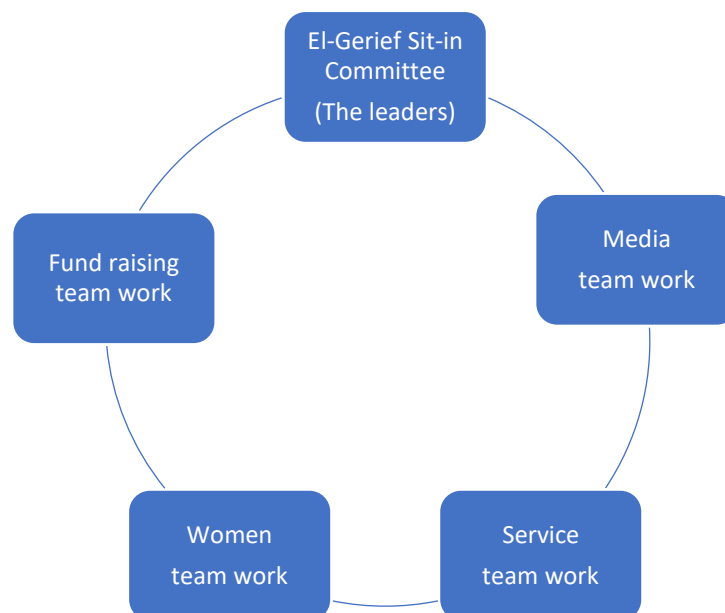 El-Gerief Sit-in
Committee
(The leaders)
Media
team work
Fund raising
team work
Women
team work
Service
team work